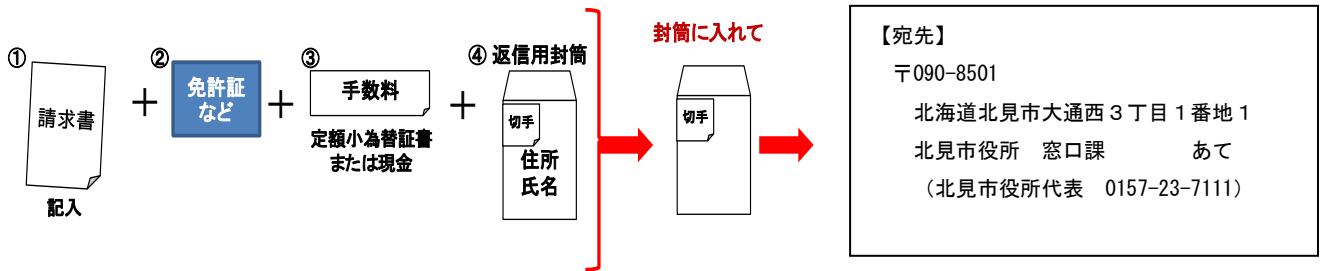 ①
請求書
記入
＋
②
免許証
など
＋
③
手数料
定額小為替証書
または現金
＋
④ 返信用封筒
切手
住所
氏名
封筒に入れて
切手
【宛先】
〒090-8501
北海道北見市大通西３丁目１番地１
北見市役所　窓口課　　　あて
（北見市役所代表　0157-23-7111）